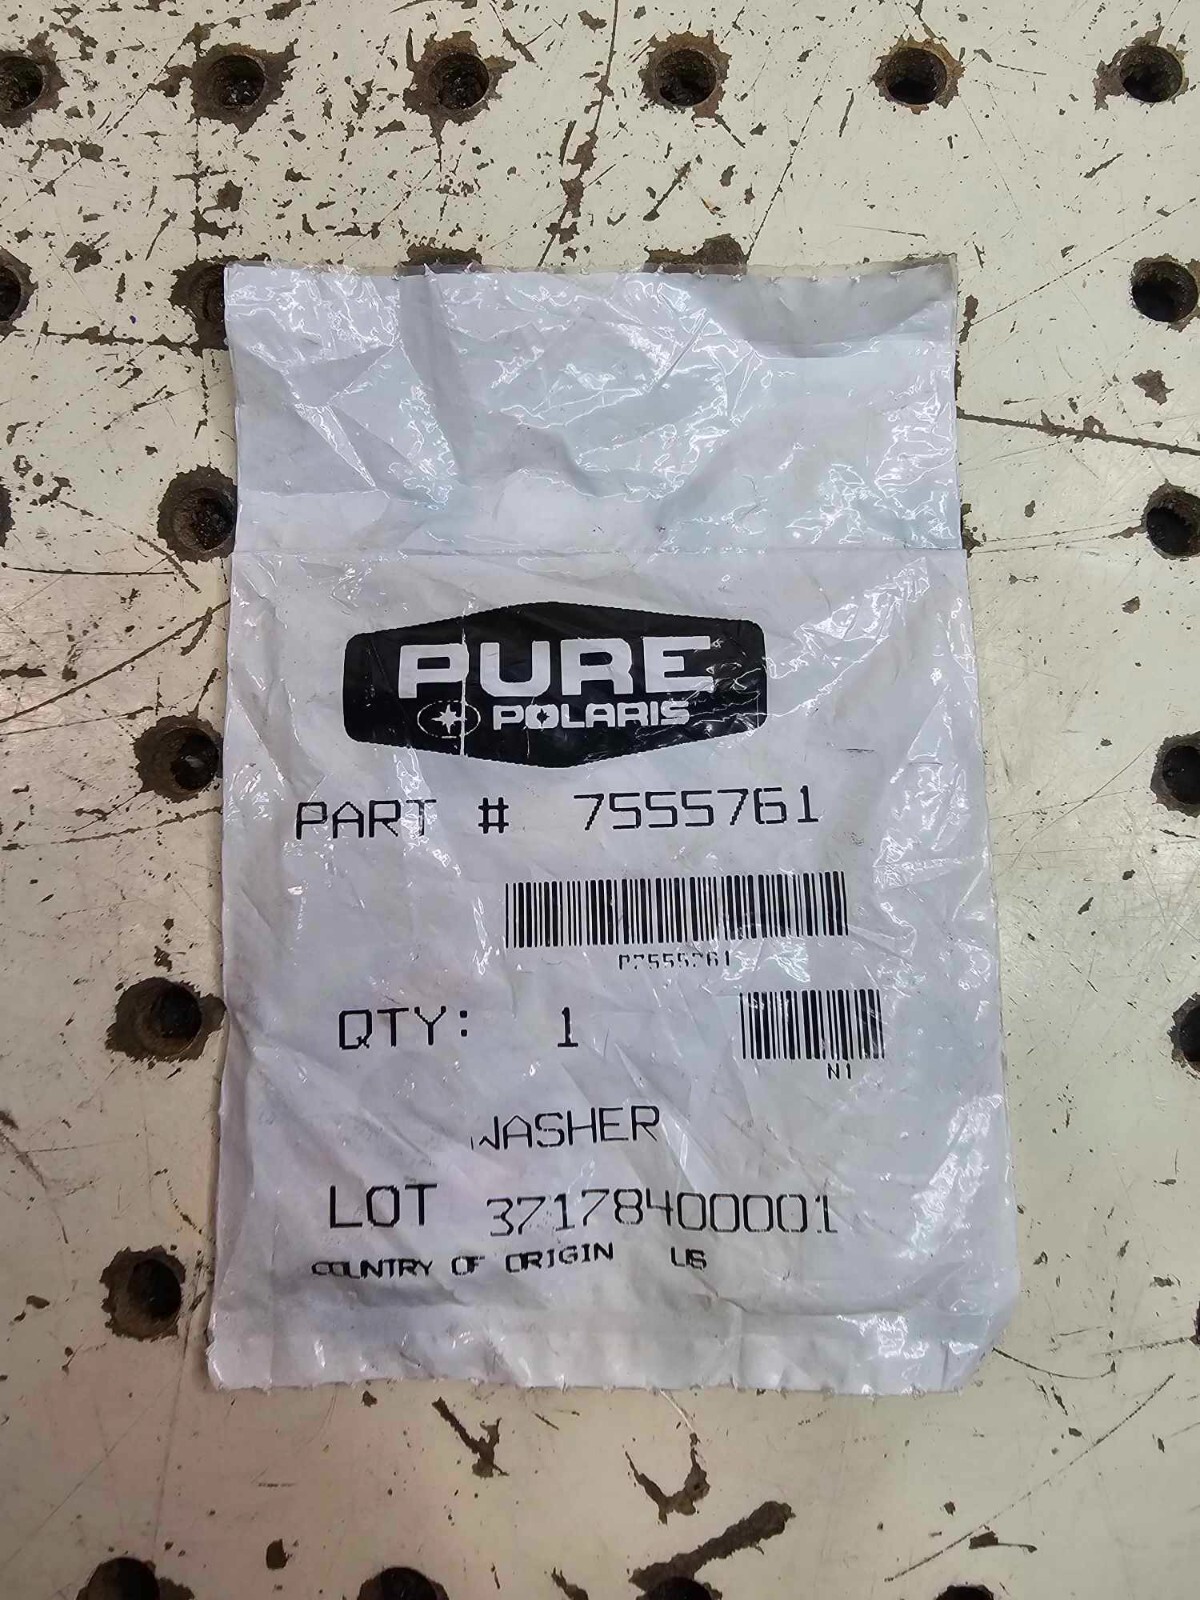 PURE
POLARIS
PART # 7555761
P7555761
QTY: 1
N1
WASHER
LOT 37178400001
COUNTRY OF ORIGIN US